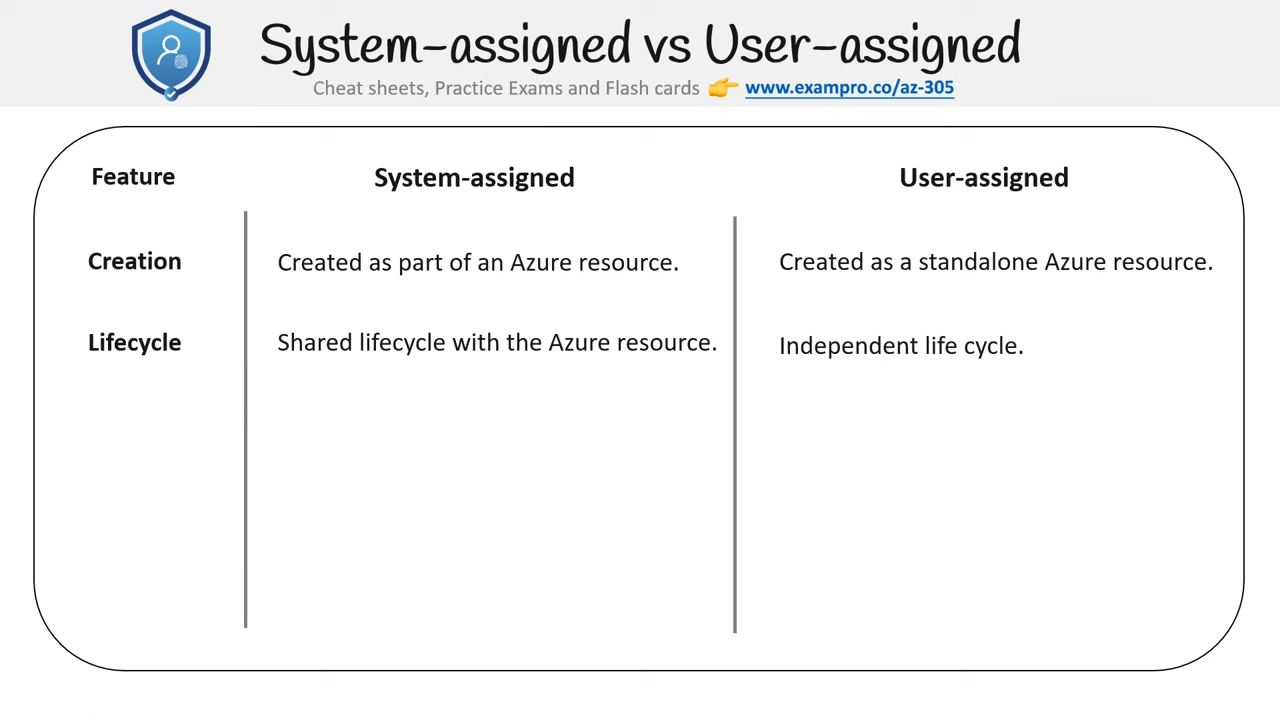 System-assigned vs User-assigned
Cheat sheets, Practice Exams and Flash cards 👉 www.exampro.co/az-305
Feature System-assigned User-assigned
Creation Created as part of an Azure resource. Created as a standalone Azure resource.
Lifecycle Shared lifecycle with the Azure resource. Independent life cycle.